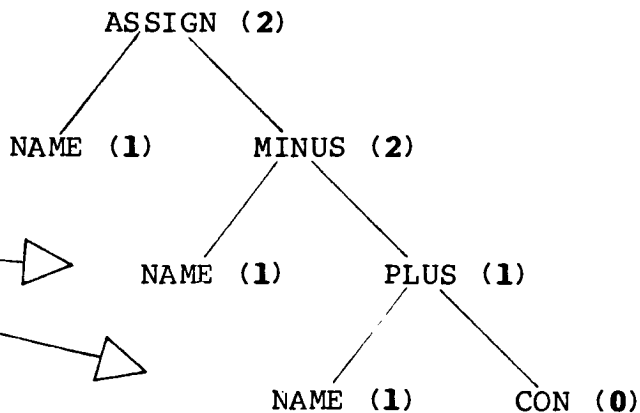 ASSIGN (2)
NAME (1) MINUS (2)
NAME (1) PLUS (1)
NAME (1) CON (0)